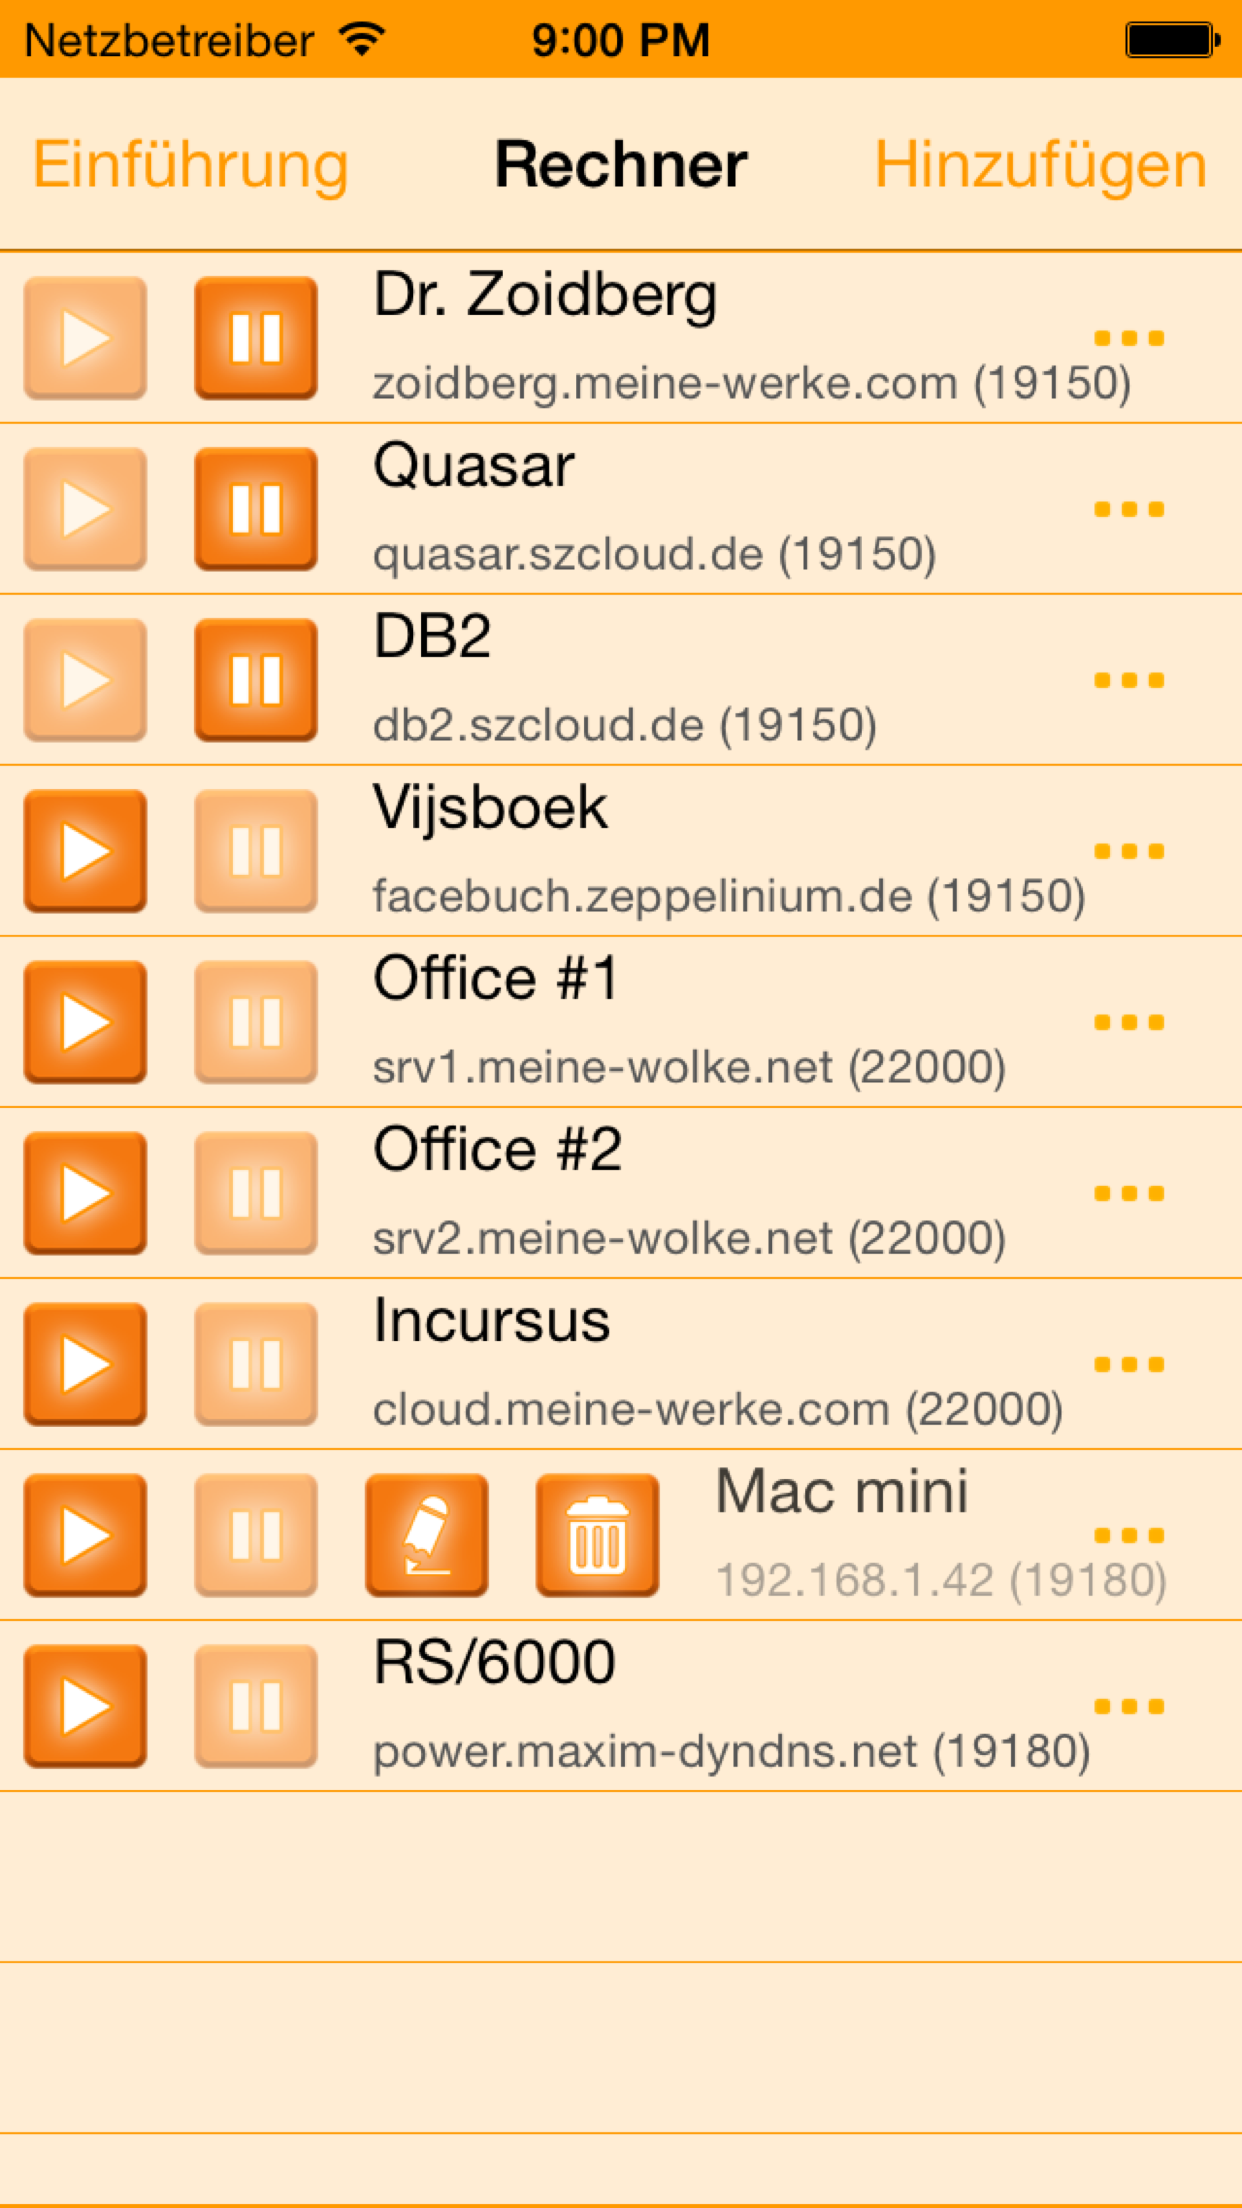 Netzbetreiber 9:00 PM
Einführung Rechner Hinzufügen
Dr. Zoidberg
zoidberg.meine-werke.com (19150)
Quasar
quasar.szcloud.de (19150)
DB2
db2.szcloud.de (19150)
Vijsboek
facebuch.zeppelinium.de (19150)
Office #1
srv1.meine-wolke.net (22000)
Office #2
srv2.meine-wolke.net (22000)
Incursus
cloud.meine-werke.com (22000)
Mac mini
192.168.1.42 (19180)
RS/6000
power.maxim-dyndns.net (19180)